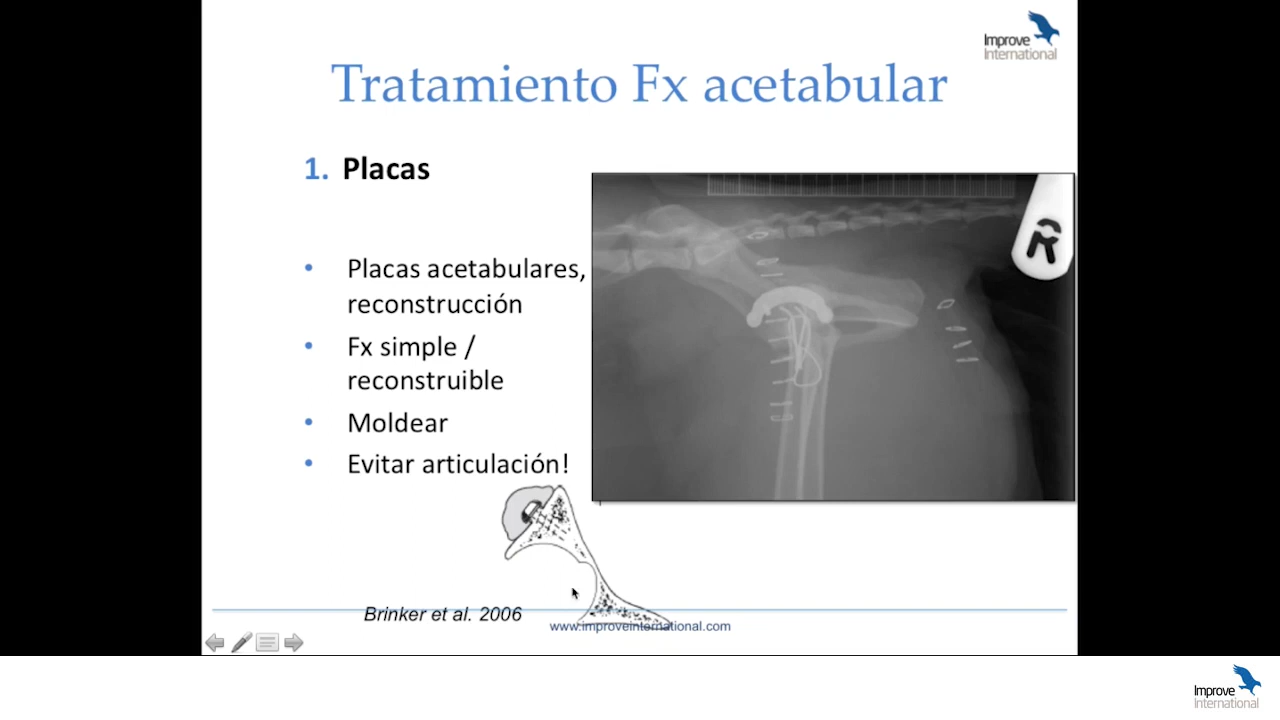 Improve
International
Tratamiento Fx acetabular
1. Placas
• Placas acetabulares,
reconstrucción
• Fx simple /
reconstruible
• Moldear
• Evitar articulación!
R
Brinker et al. 2006
www.improveinternational.com
Improve
International